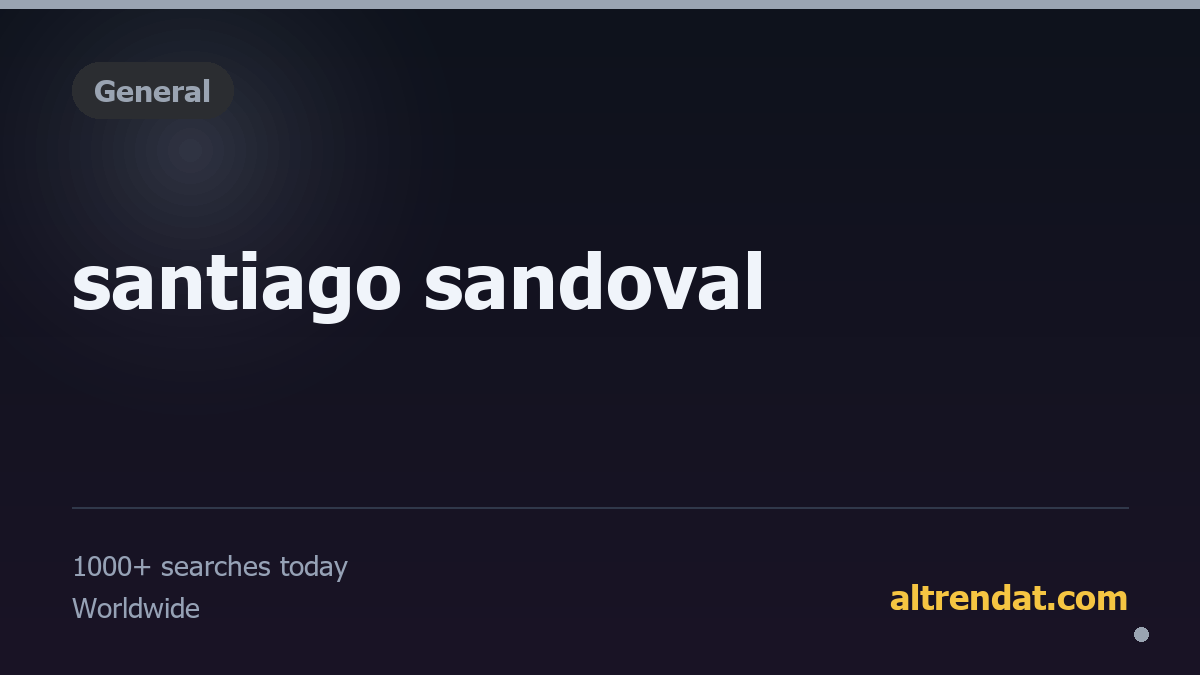 General
santiago sandoval
1000+ searches today
Worldwide
altrendat.com